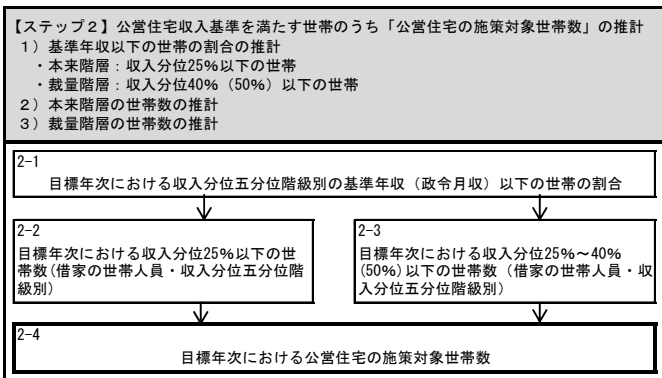 【ステップ2】公営住宅収入基準を満たす世帯のうち「公営住宅の施策対象世帯数」の推計
1）基準年収以下の世帯の割合の推計
・本来階層：収入分位25%以下の世帯
・裁量階層：収入分位40%（50%）以下の世帯
2）本来階層の世帯数の推計
3）裁量階層の世帯数の推計
2-1
目標年次における収入分位五分位階級別の基準年収（政令月収）以下の世帯の割合
2-2
目標年次における収入分位25%以下の世
帯数(借家の世帯人員・収入分位五分位階
級別)
2-3
目標年次における収入分位25%～40%
(50%)以下の世帯数（借家の世帯人員・収
入分位五分位階級別）
2-4
目標年次における公営住宅の施策対象世帯数